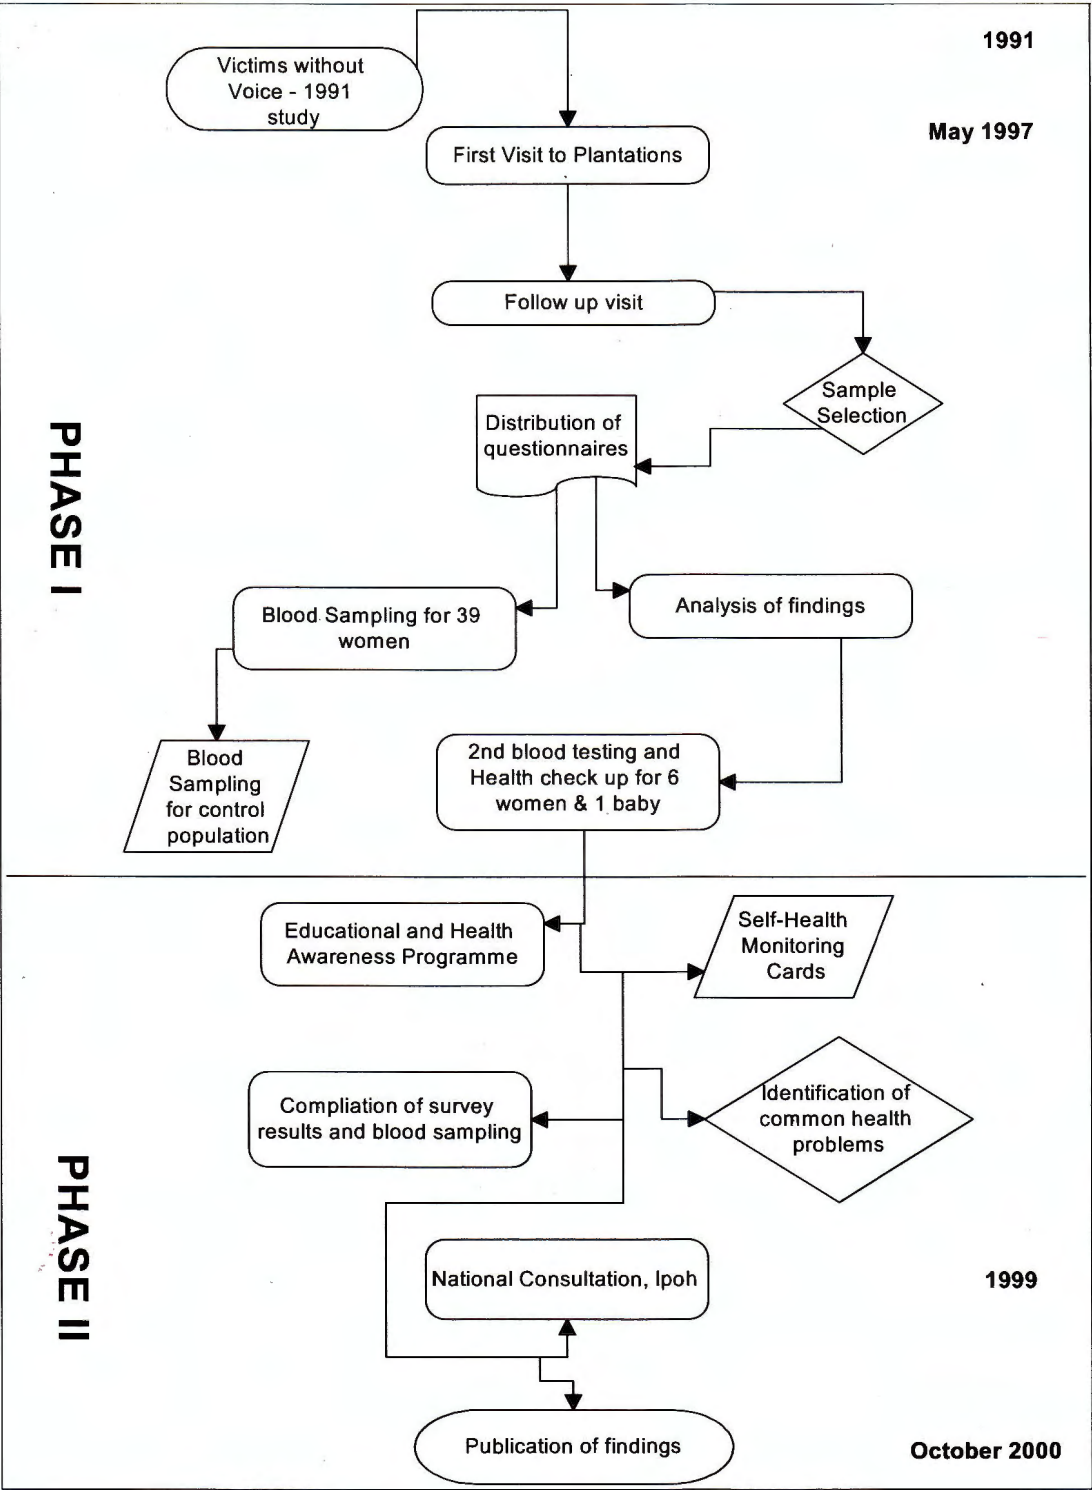 1991
Victims without
Voice - 1991
study
May 1997
First Visit to Plantations
Follow up visit
Sample
Selection
Distribution of
questionnaires
PHASE I
Blood Sampling for 39
women
Analysis of findings
Blood
Sampling
for control
population
2nd blood testing and
Health check up for 6
women & 1 baby
Educational and Health
Awareness Programme
Self-Health
Monitoring
Cards
Compliation of survey
results and blood sampling
Identification of
common health
problems
PHASE II
National Consultation, Ipoh
1999
Publication of findings
October 2000